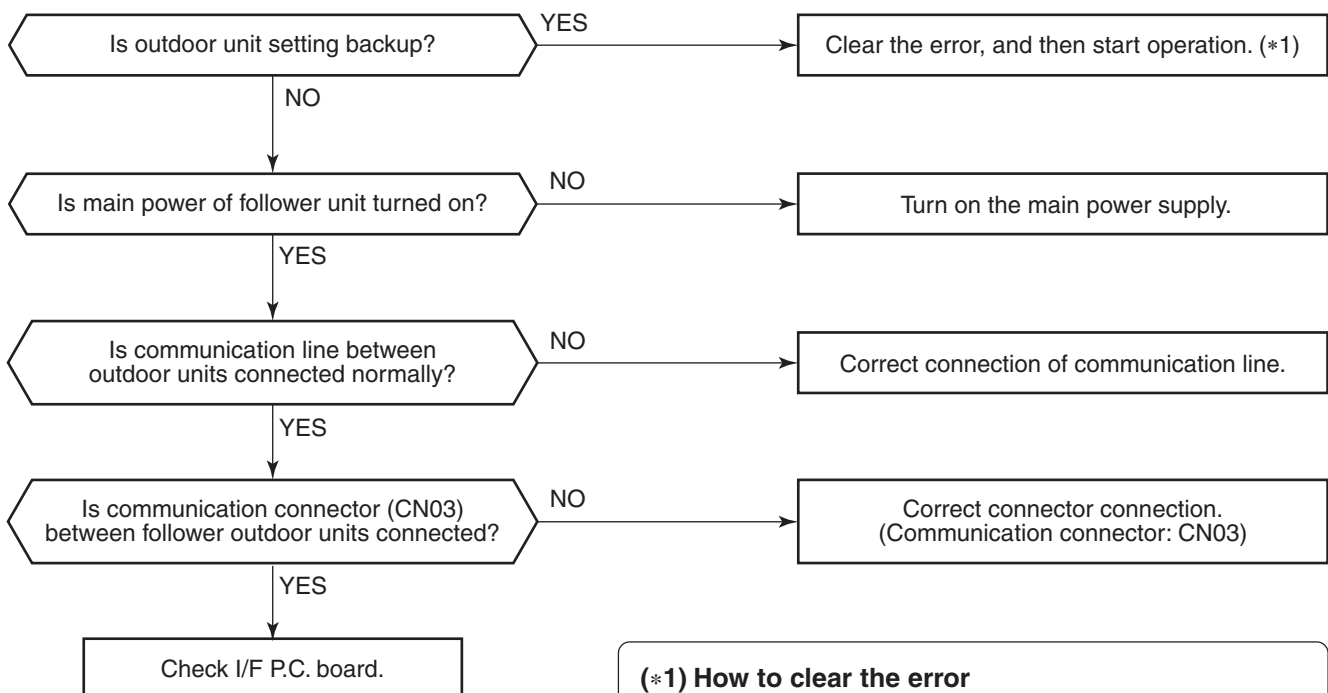 Is outdoor unit setting backup?
YES
Clear the error, and then start operation. (*1)
NO
Is main power of follower unit turned on?
NO
Turn on the main power supply.
YES
Is communication line between
outdoor units connected normally?
NO
Correct connection of communication line.
YES
Is communication connector (CN03)
between follower outdoor units connected?
NO
Correct connector connection.
(Communication connector: CN03)
YES
Check I/F P.C. board.
(*1) How to clear the error